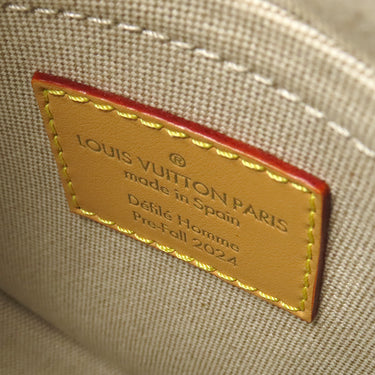 ®
LOUIS VUITTON PARIS
made in Spain
Défilé Homme
Pre-Fall 2024